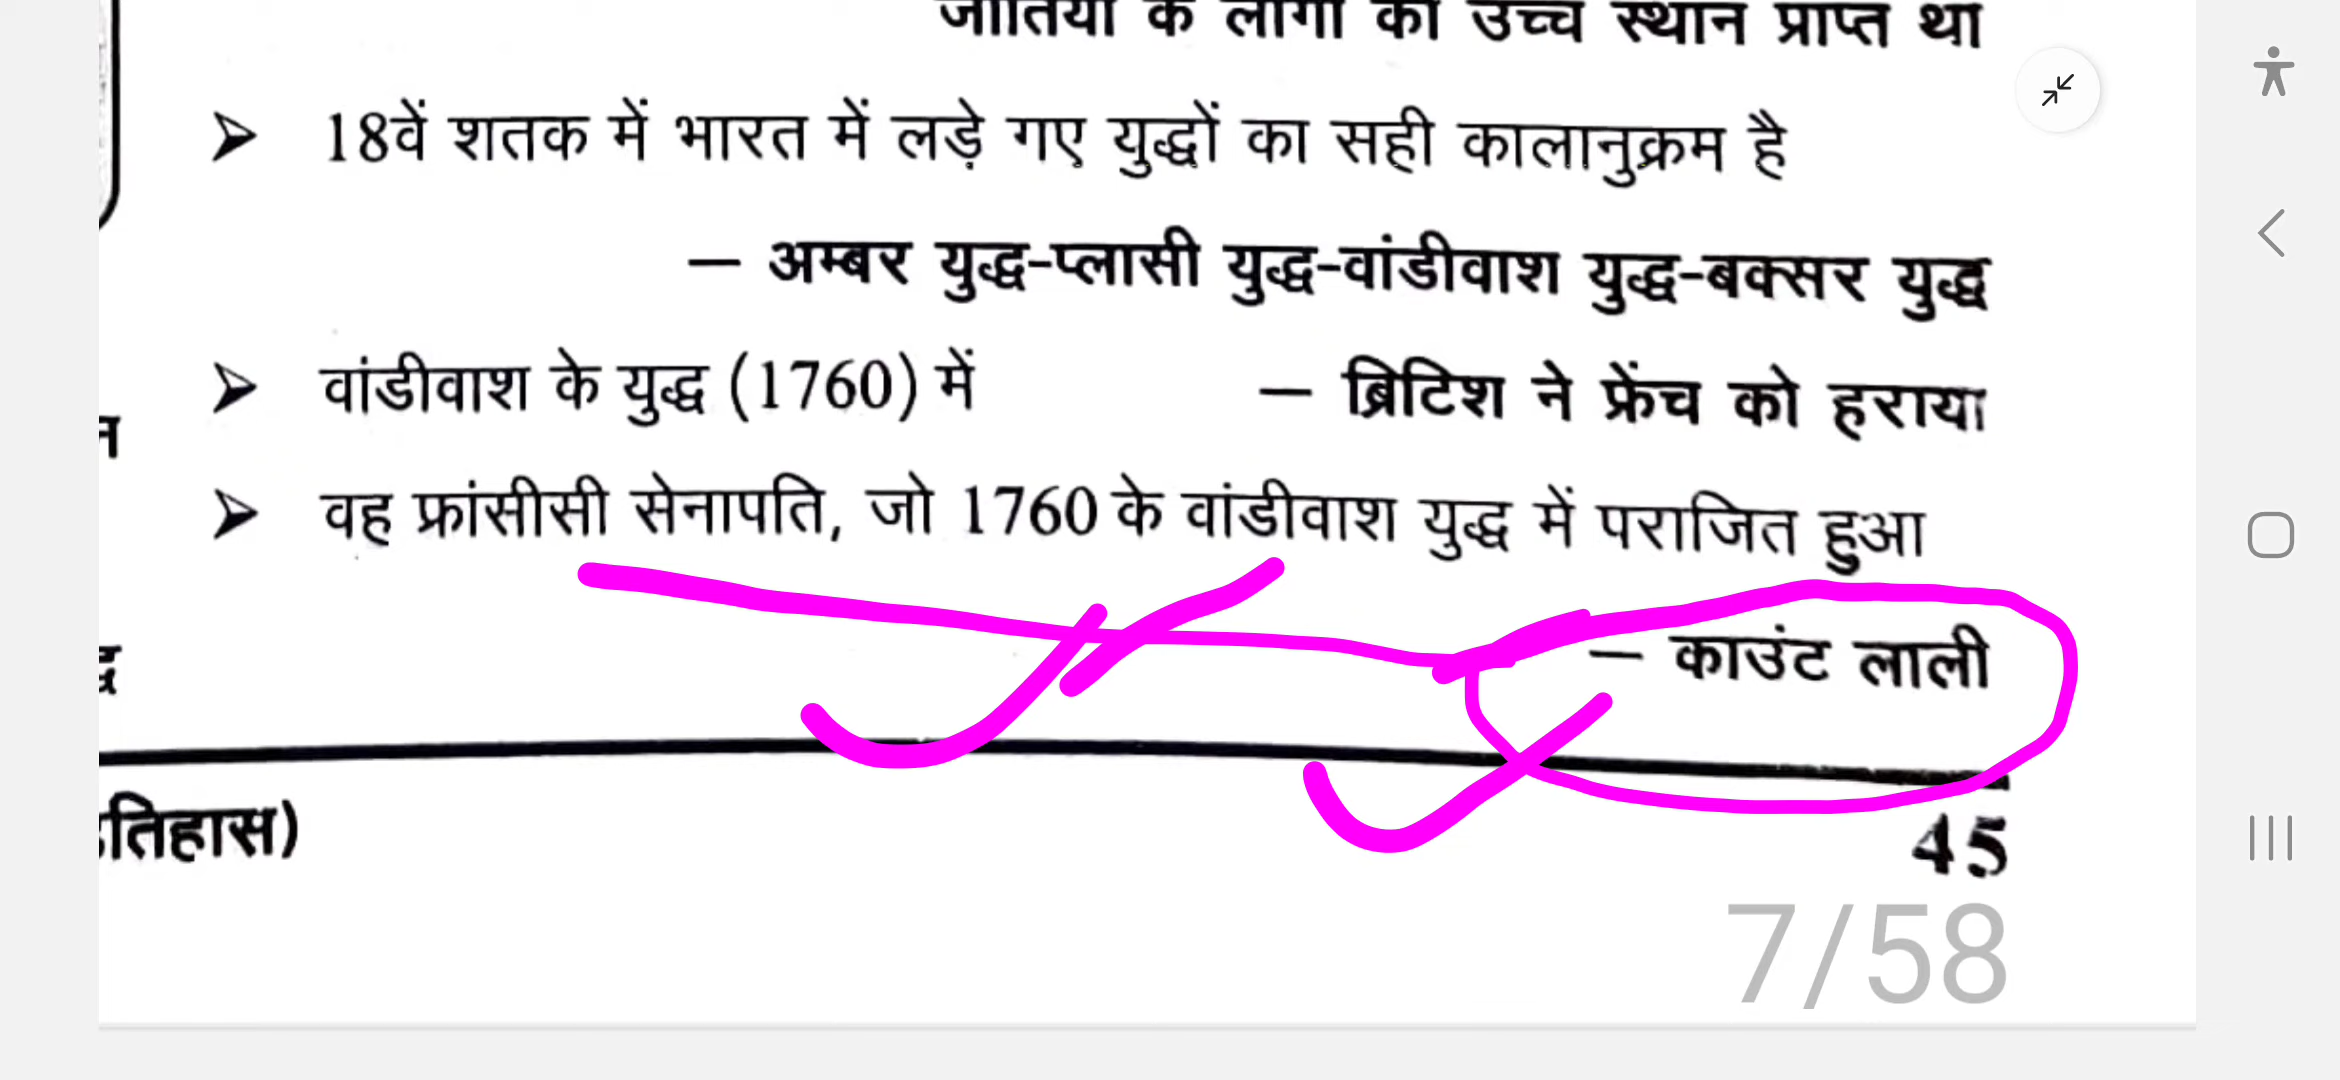 जातियों के लोगों को उच्च स्थान प्राप्त था
18वें शतक में भारत में लड़े गए युद्धों का सही कालानुक्रम है
– अम्बर युद्ध-प्लासी युद्ध-वांडीवाश युद्ध-बक्सर युद्ध
वांडीवाश के युद्ध (1760) में – ब्रिटिश ने फ्रेंच को हराया
वह फ्रांसीसी सेनापति, जो 1760 के वांडीवाश युद्ध में पराजित हुआ
– काउंट लाली
तिहास)
45
7/58